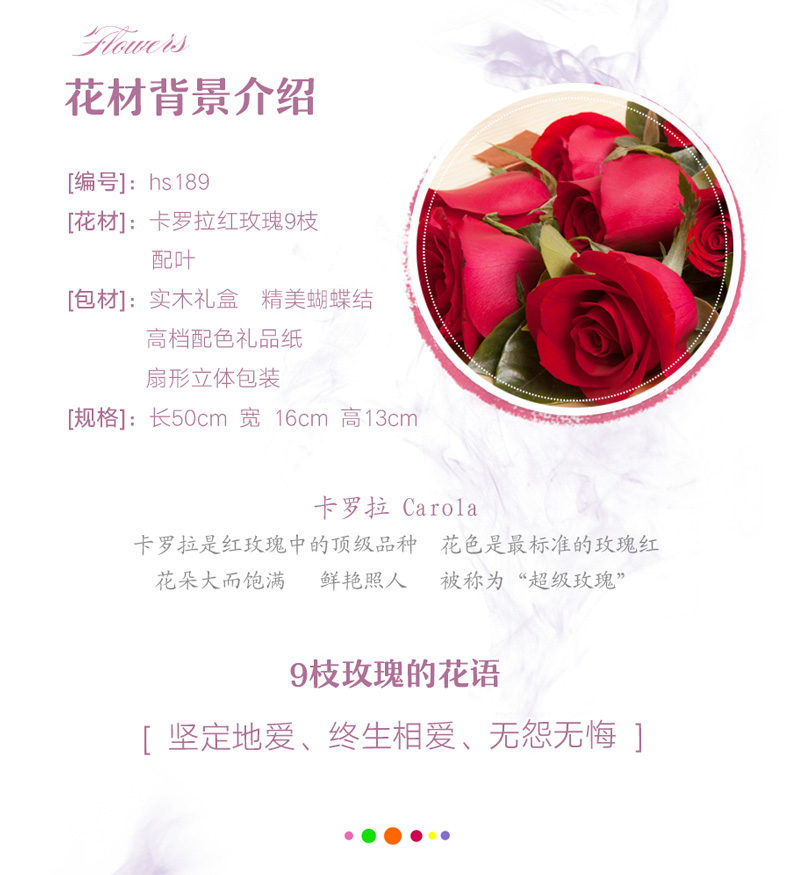 Flowers
花材背景介绍
[编号]：hs189
[花材]：卡罗拉红玫瑰9枝
配叶
[包材]：实木礼盒 精美蝴蝶结
高档配色礼品纸
扇形立体包装
[规格]：长50cm 宽 16cm 高13cm
卡罗拉 Carola
卡罗拉是红玫瑰中的顶级品种 花色是最标准的玫瑰红
花朵大而饱满 鲜艳照人 被称为“超级玫瑰”
9枝玫瑰的花语
[ 坚定地爱、终生相爱、无怨无悔 ]